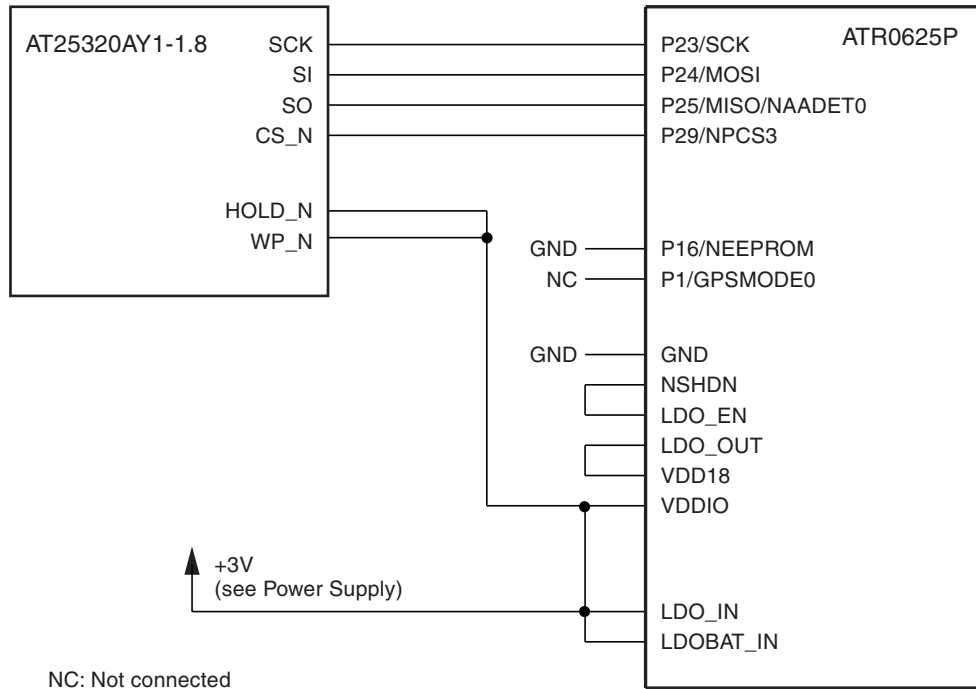 AT25320AY1-1.8
SCK
SI
SO
CS_N
HOLD_N
WP_N
ATR0625P
P23/SCK
P24/MOSI
P25/MISO/NAADET0
P29/NPCS3
GND
P16/NEEPROM
NC
P1/GPSMODE0
GND
GND
NSHDN
LDO_EN
LDO_OUT
VDD18
VDDIO
+3V
(see Power Supply)
LDO_IN
LDOBAT_IN
NC: Not connected